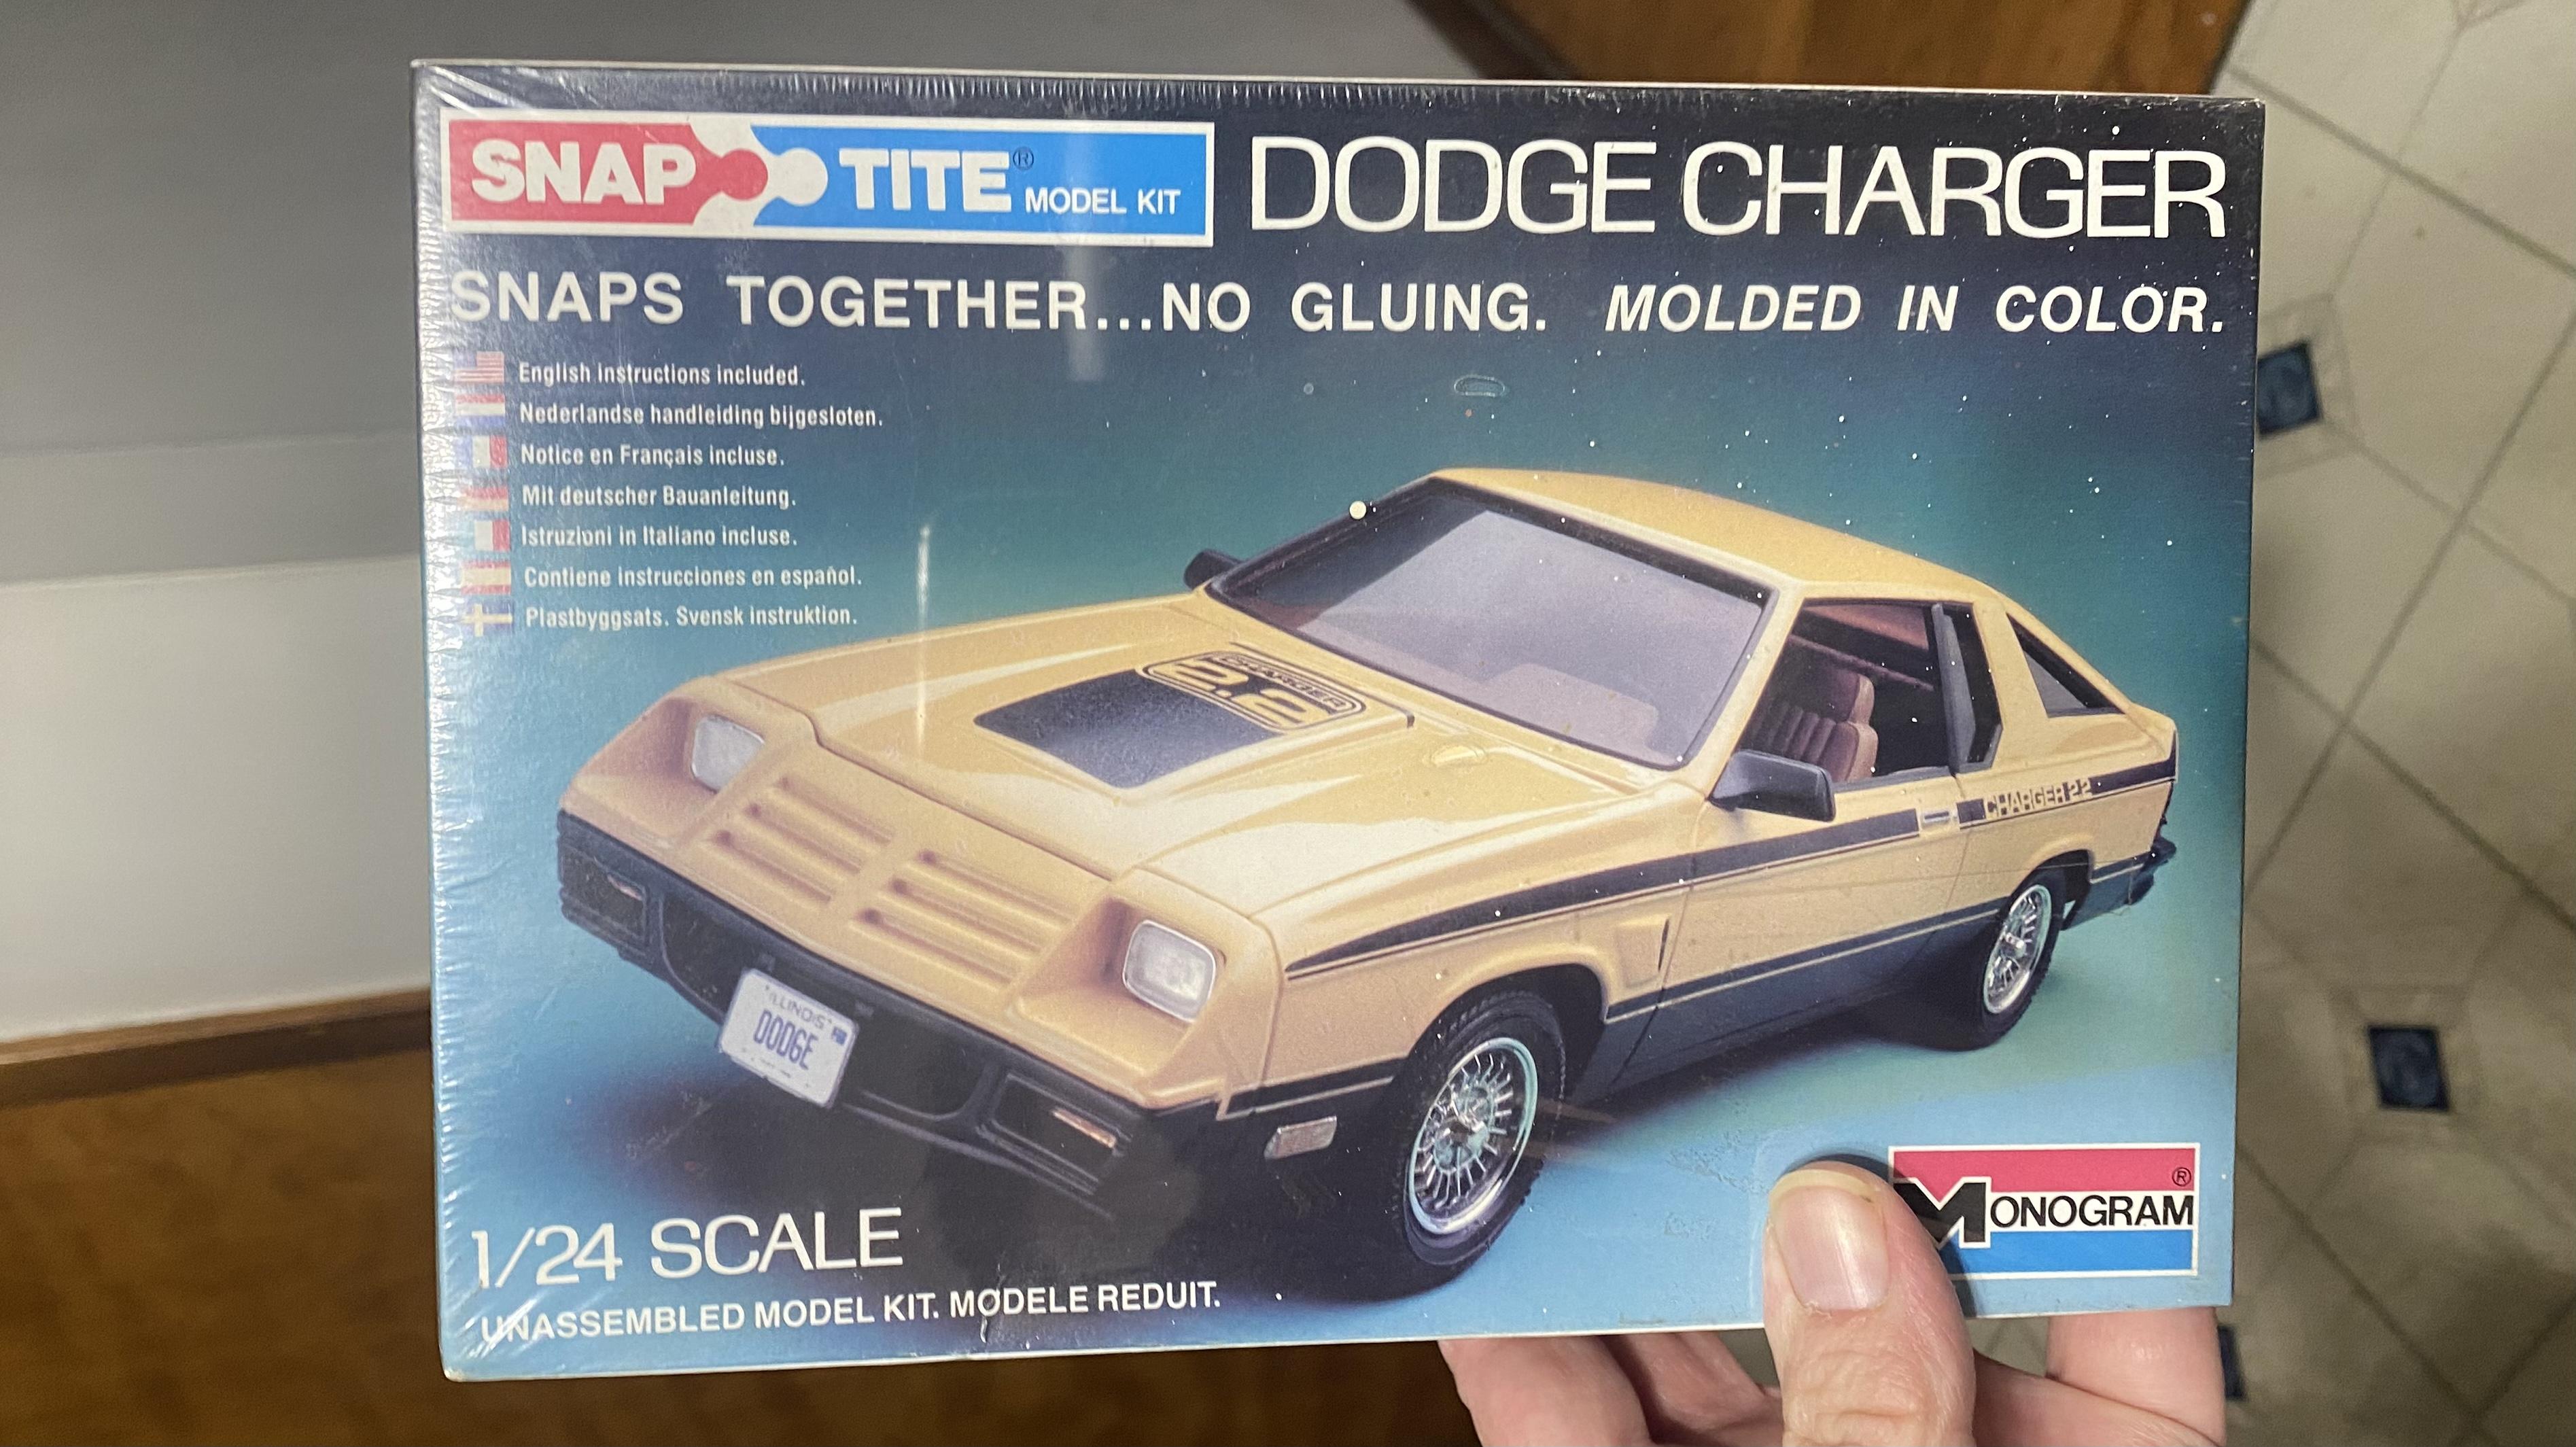 SNAP TITE® MODEL KIT
DODGE CHARGER
SNAPS TOGETHER...NO GLUING. MOLDED IN COLOR.
English instructions included.
Nederlandse handleiding bijgesloten.
Notice en Français incluse.
Mit deutscher Bauanleitung.
Istruzioni in Italiano incluse.
Contiene instrucciones en español.
Plastbyggsats. Svensk instruktion.
CHARGER
2.2
CHARGER 2.2
ILLINOIS
DODGE
1/24 SCALE
UNASSEMBLED MODEL KIT. MODELE REDUIT.
MONOGRAM®